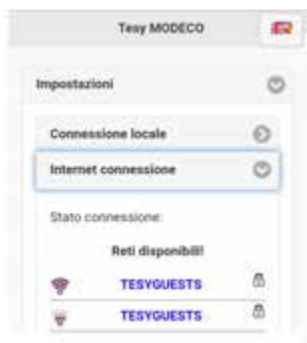 Tesy MODECO
Impostazioni
Connessione locale
Internet connessione
Stato connessione:
Reti disponibili!
TESYGUESTS
TESYGUESTS